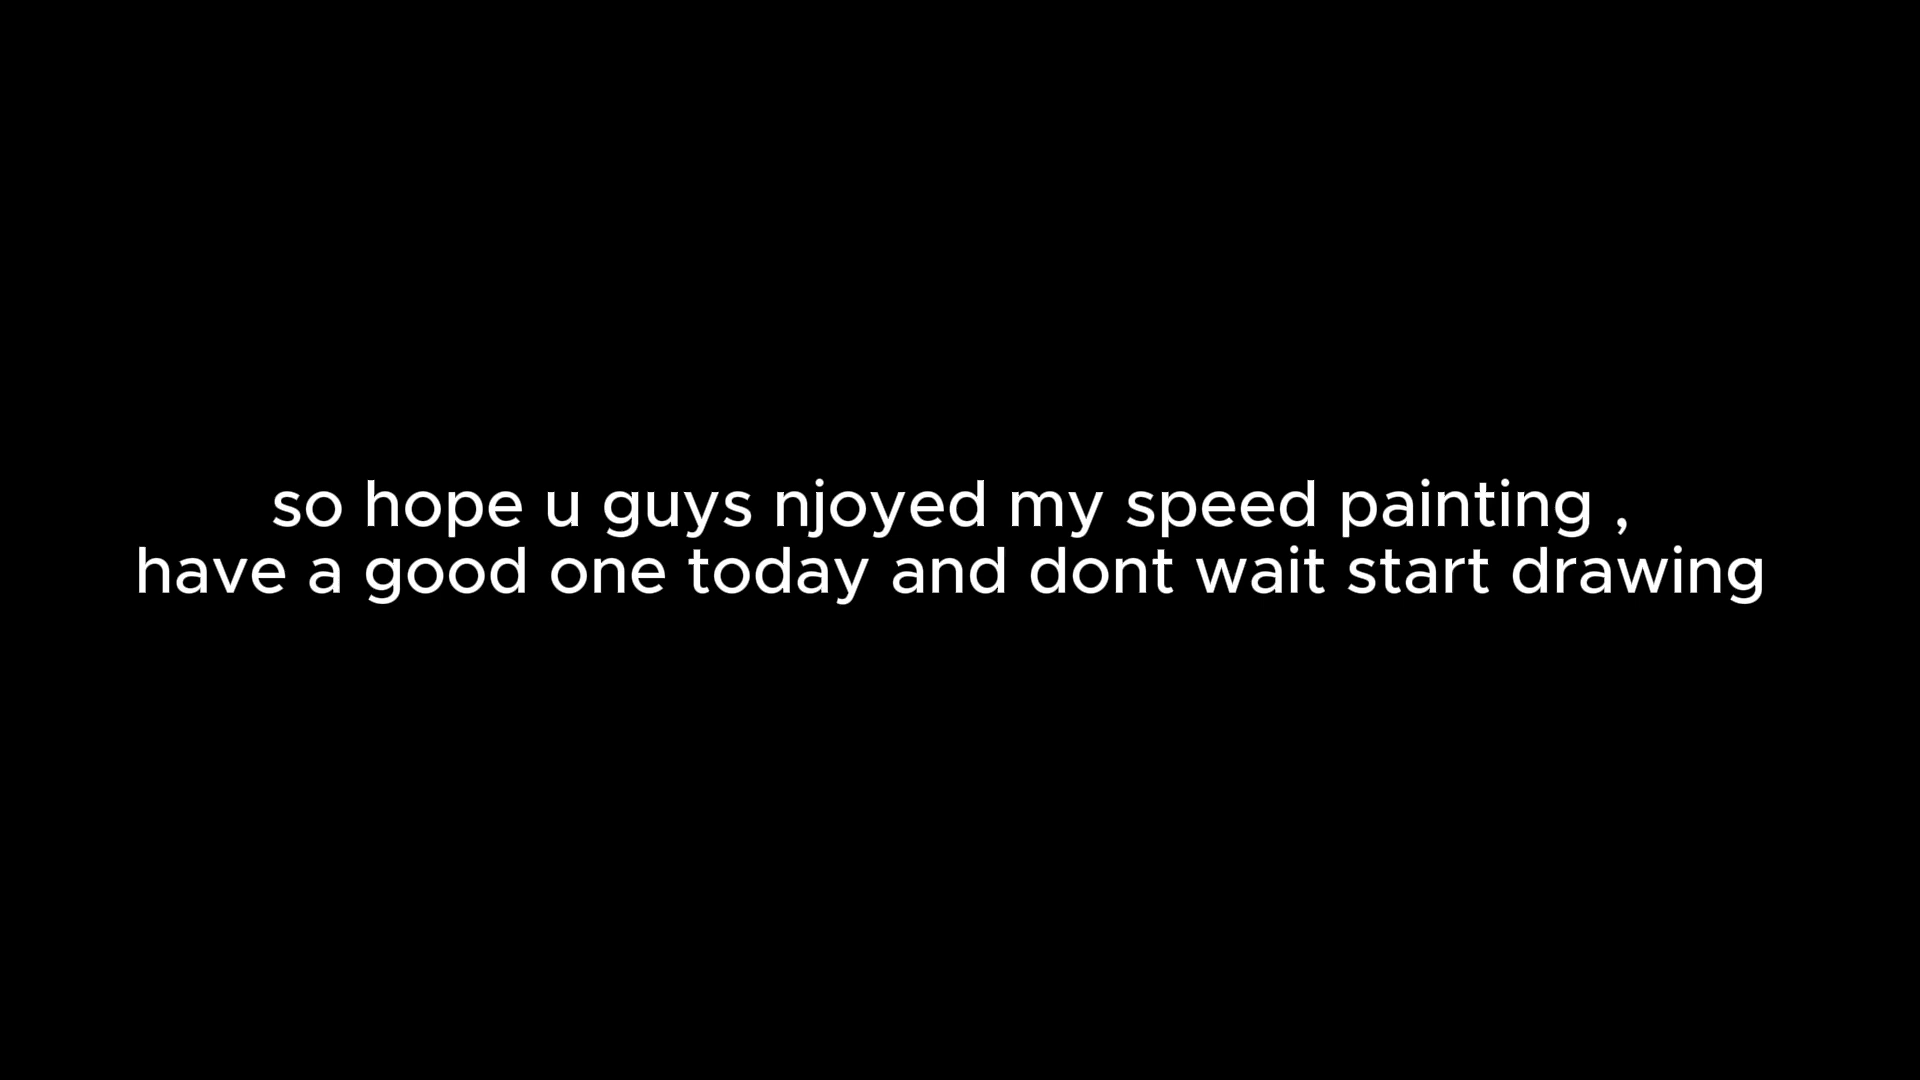 so hope u guys njoyed my speed painting ,
have a good one today and dont wait start drawing